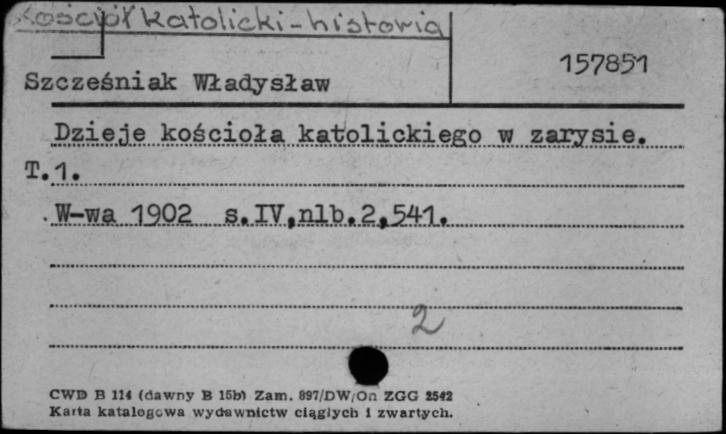 Kościół katolicki - historia
157851
Szcześniak Władysław
Dzieje kościoła katolickiego w zarysie.
T.1.
W-wa 1902 s.IV,nlb.2,541.
2
CWD B 114 (dawny B 15b) Zam. 897/DW/On ZGG 2542
Karta katalogowa wydawnictw ciągłych i zwartych.